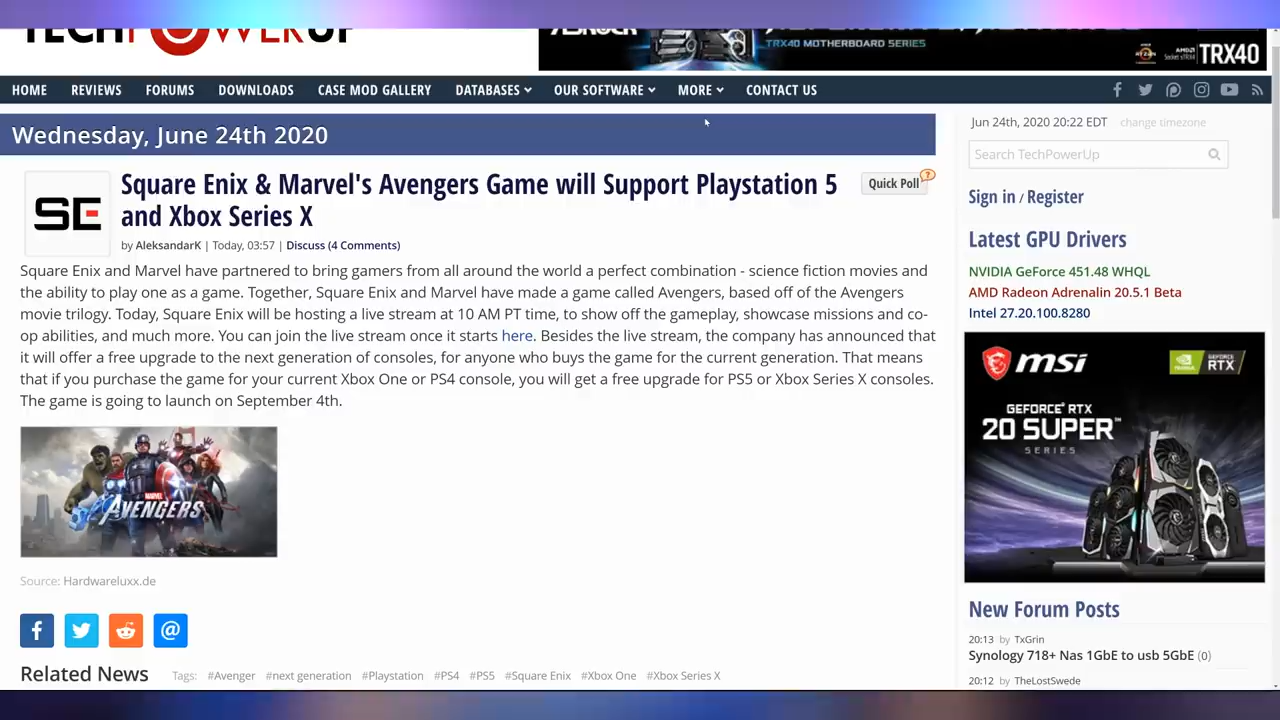 TECHPOWERUP
ASRock
TRX40 MOTHERBOARD SERIES
TRX40
HOME REVIEWS FORUMS DOWNLOADS CASE MOD GALLERY DATABASES OUR SOFTWARE MORE CONTACT US
Wednesday, June 24th 2020
Jun 24th, 2020 20:22 EDT change timezone
Search TechPowerUp
Square Enix & Marvel's Avengers Game will Support Playstation 5
and Xbox Series X
Quick Poll ?
SE
by AleksandarK | Today, 03:57 | Discuss (4 Comments)
Square Enix and Marvel have partnered to bring gamers from all around the world a perfect combination - science fiction movies and
the ability to play one as a game. Together, Square Enix and Marvel have made a game called Avengers, based off of the Avengers
movie trilogy. Today, Square Enix will be hosting a live stream at 10 AM PT time, to show off the gameplay, showcase missions and co-
op abilities, and much more. You can join the live stream once it starts here. Besides the live stream, the company has announced that
it will offer a free upgrade to the next generation of consoles, for anyone who buys the game for the current generation. That means
that if you purchase the game for your current Xbox One or PS4 console, you will get a free upgrade for PS5 or Xbox Series X consoles.
The game is going to launch on September 4th.
MARVEL
AVENGERS
Source: Hardwareluxx.de
Related News Tags: #Avenger #next generation #Playstation #PS4 #PS5 #Square Enix #Xbox One #Xbox Series X
Sign in / Register
Latest GPU Drivers
NVIDIA GeForce 451.48 WHQL
AMD Radeon Adrenalin 20.5.1 Beta
Intel 27.20.100.8280
msi
GEFORCE RTX
GEFORCE RTX
20 SUPER™
SERIES
New Forum Posts
20:13 by TxGrin
Synology 718+ Nas 1GbE to usb 5GbE (0)
20:12 by TheLostSwede